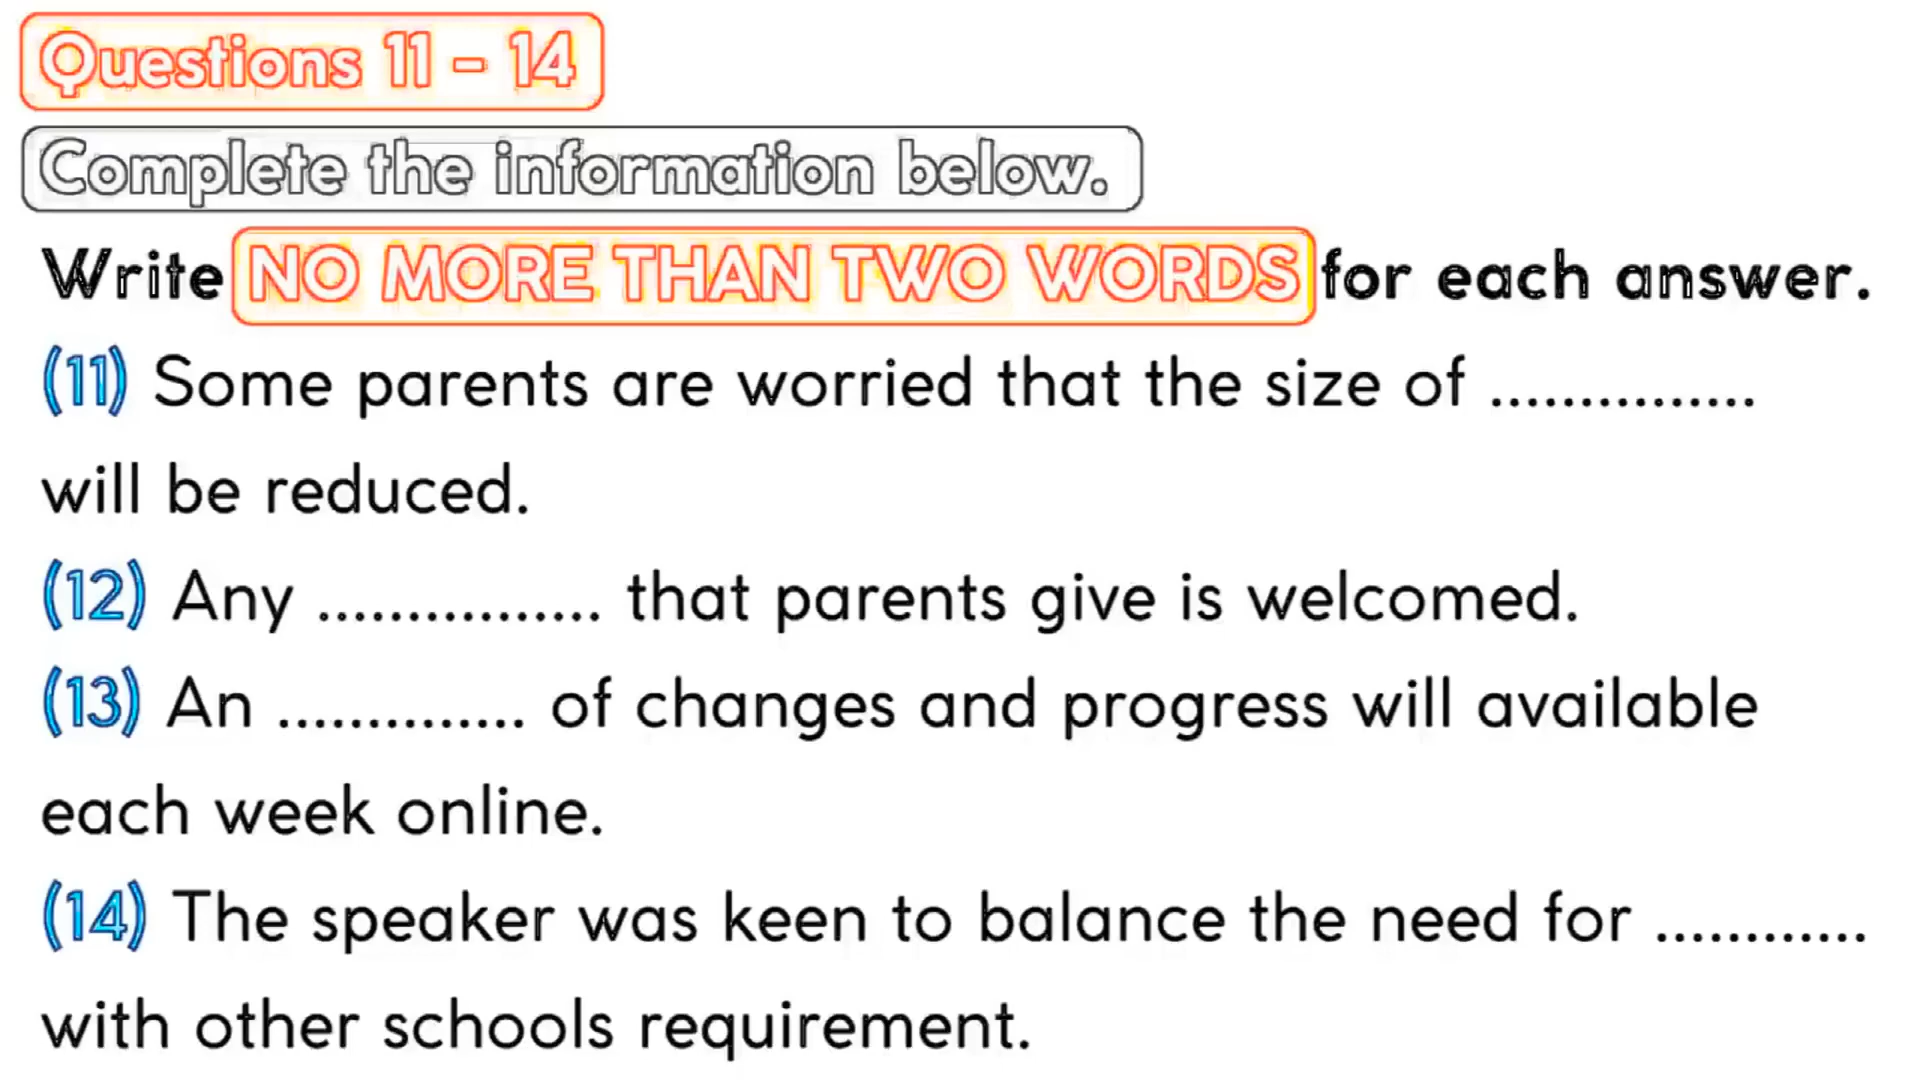 Questions 11 - 14
Complete the information below.
Write NO MORE THAN TWO WORDS for each answer.
(11) Some parents are worried that the size of ..................
will be reduced.
(12) Any ................... that parents give is welcomed.
(13) An ................. of changes and progress will available
each week online.
(14) The speaker was keen to balance the need for ..............
with other schools requirement.